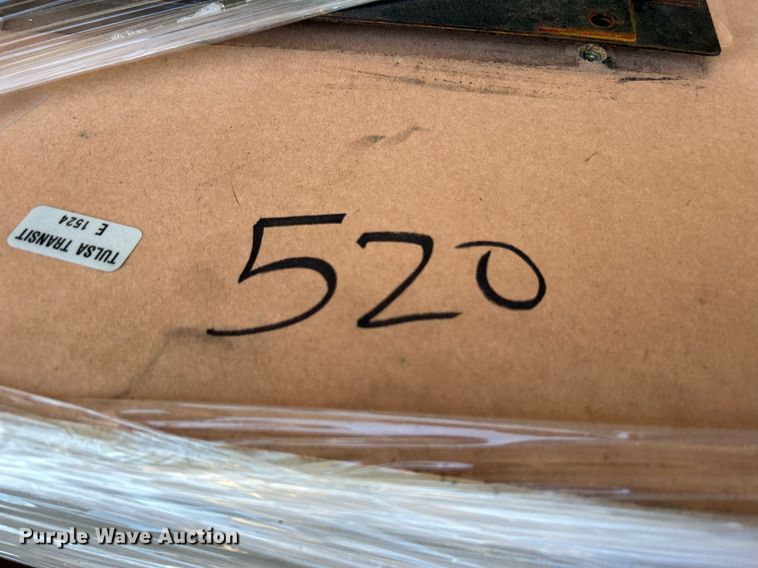 520
TULSA TRANSIT
E 1524
Purple Wave Auction